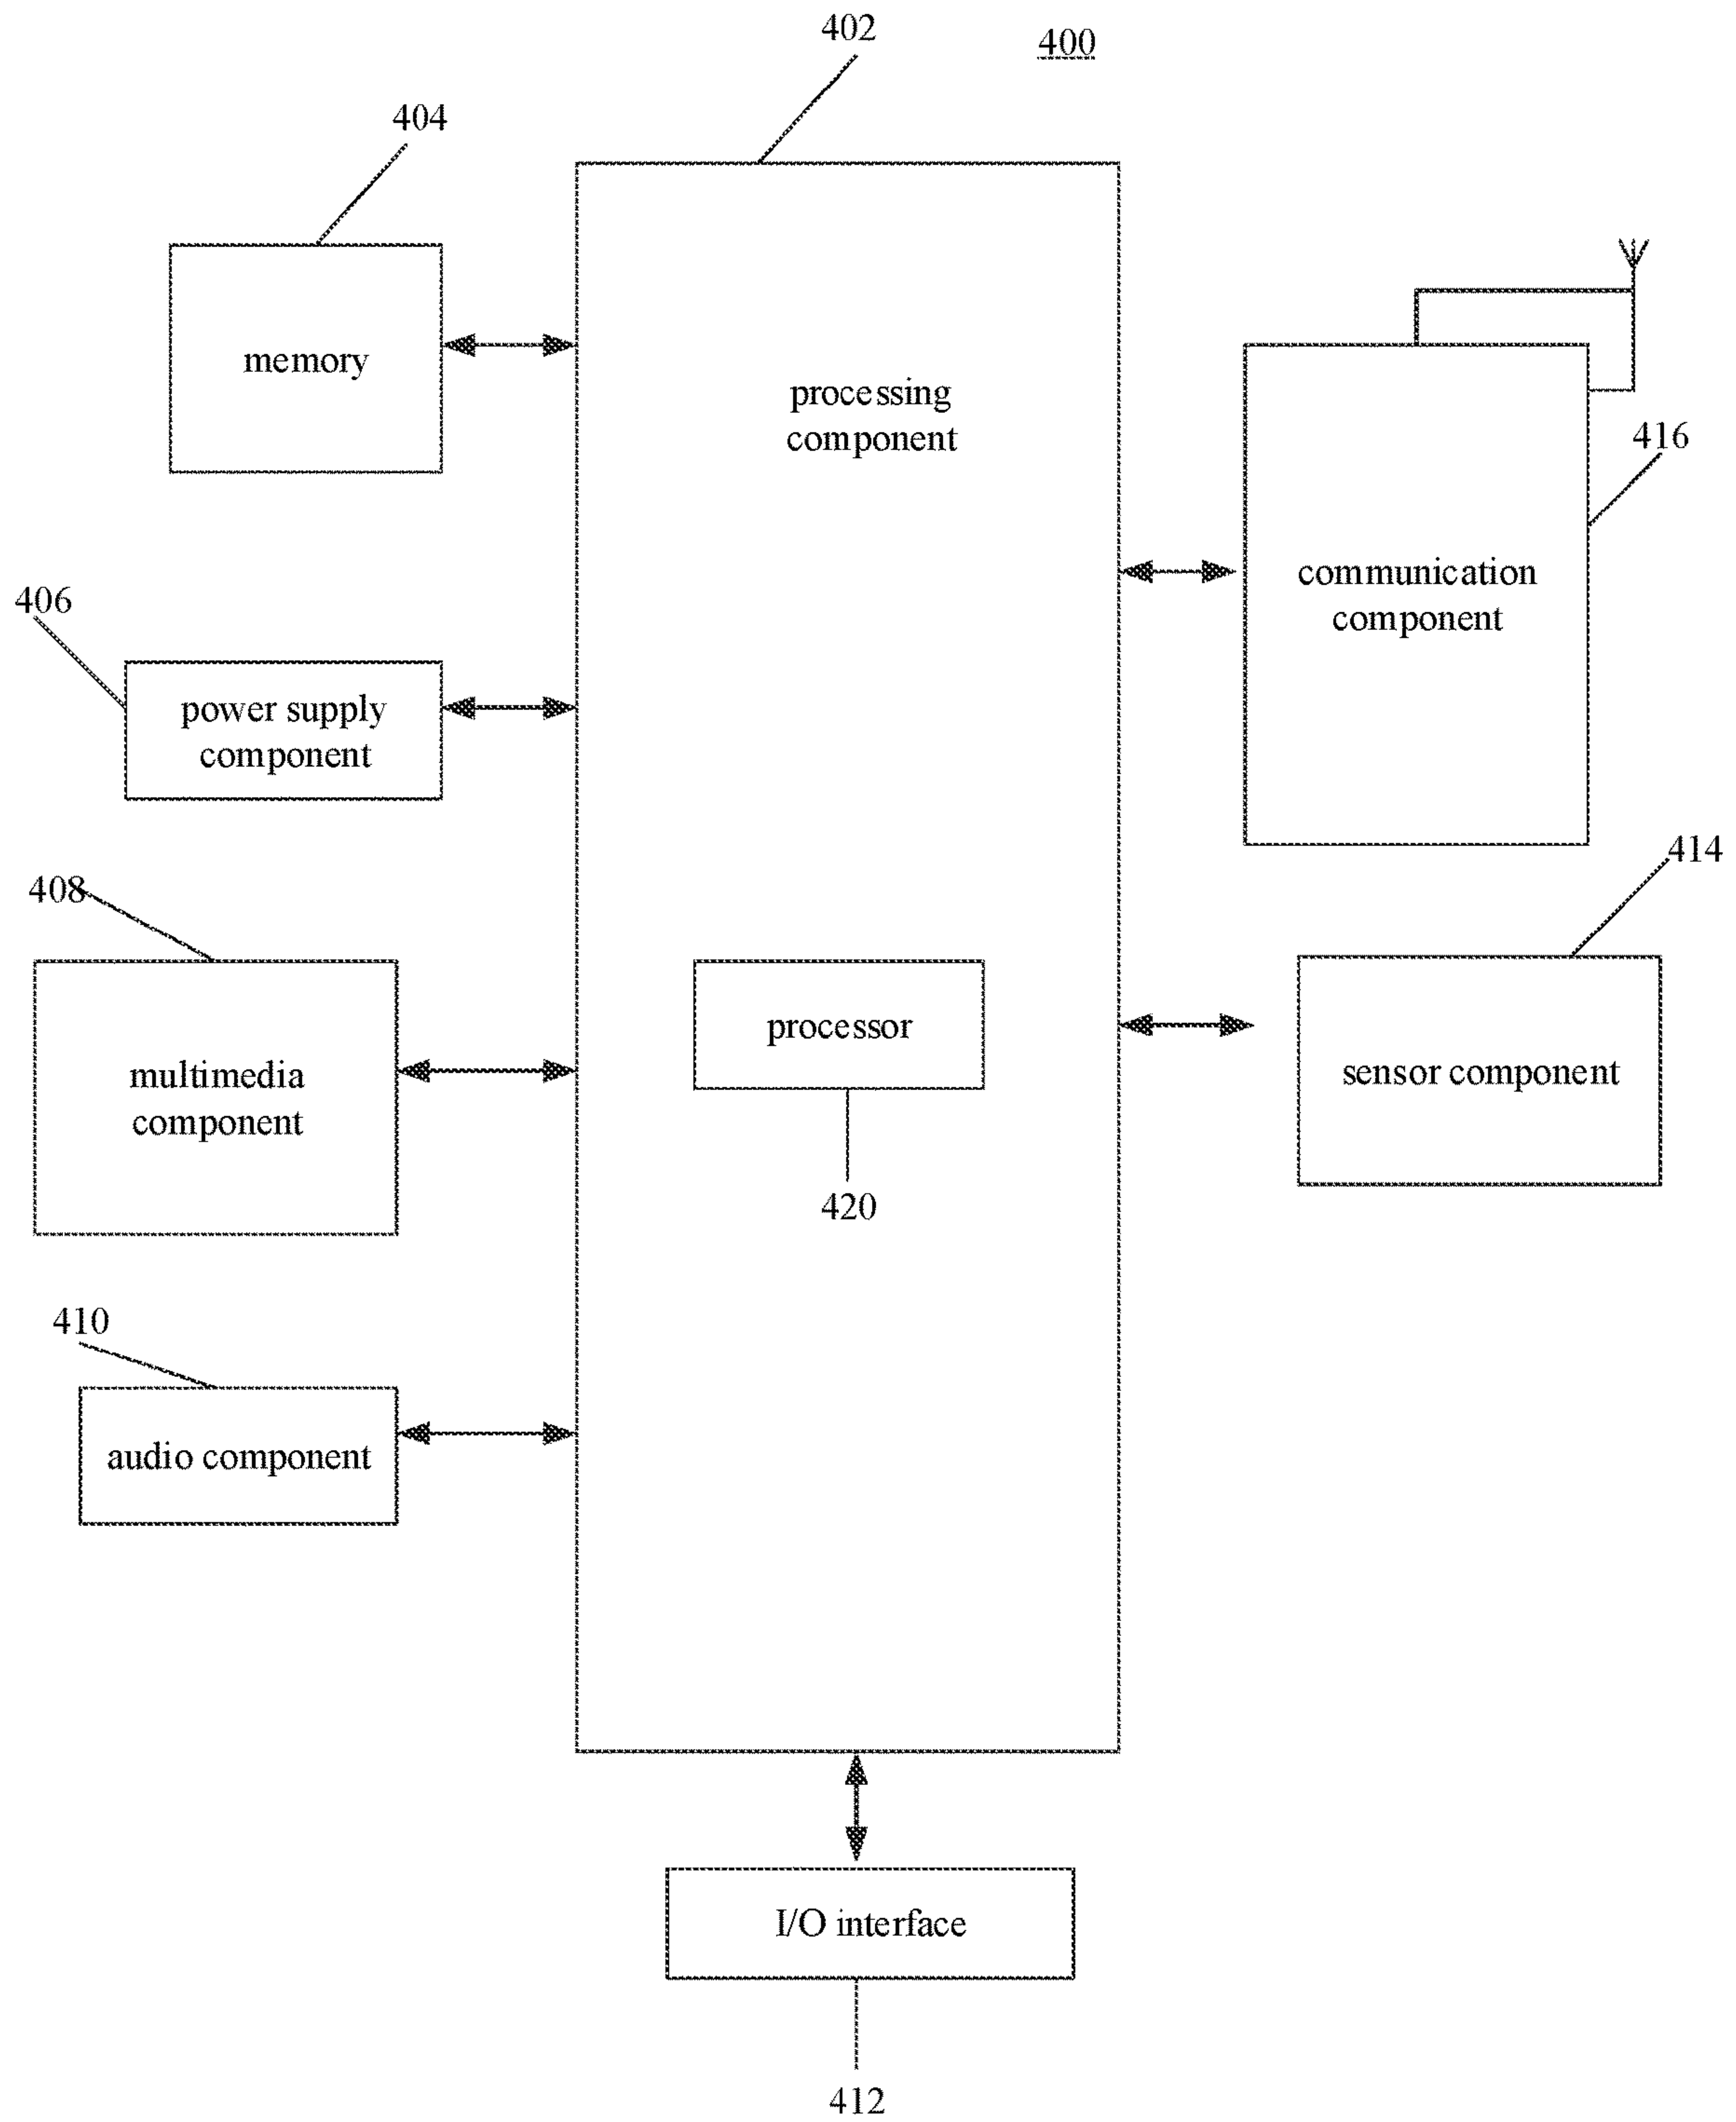 402
400
404
memory
processing
component
416
communication
component
406
power supply
component
414
408
multimedia
component
processor
sensor component
420
410
audio component
I/O interface
412